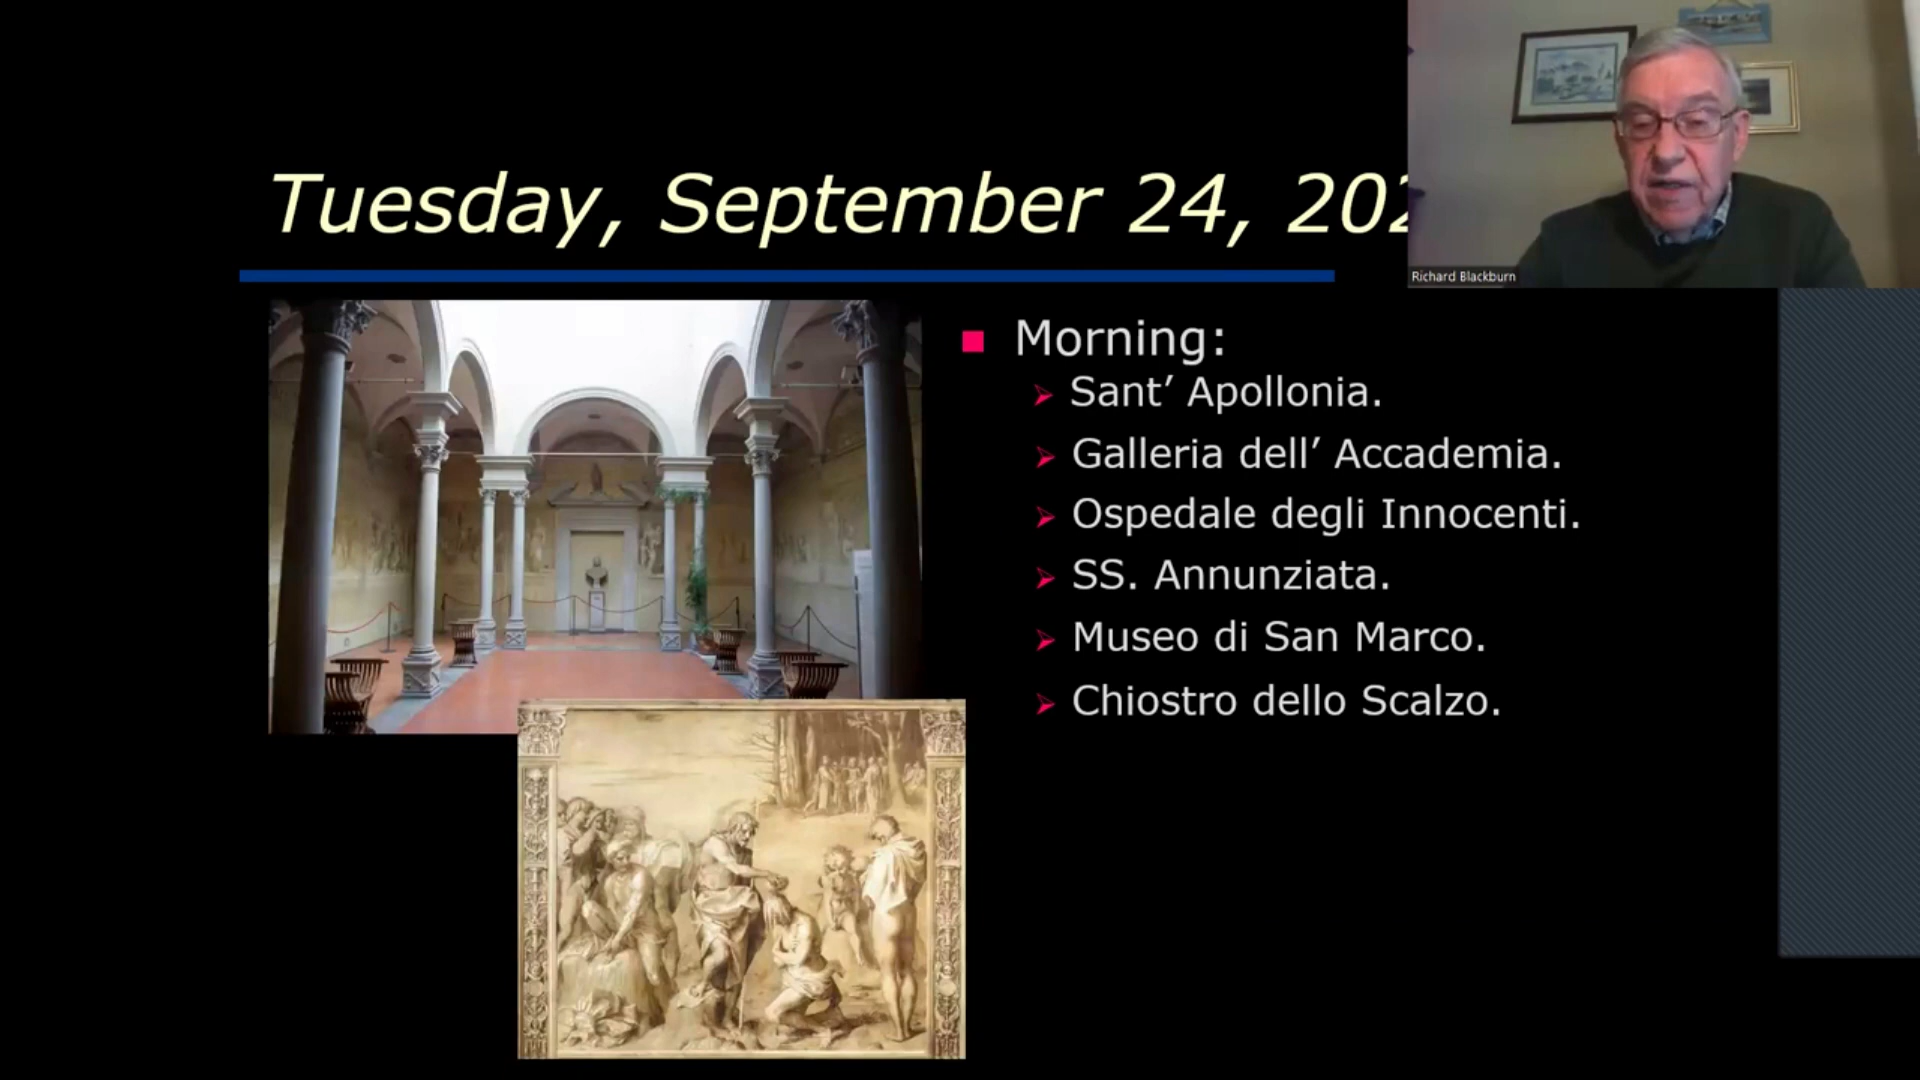 Tuesday, September 24, 202
Richard Blackburn
Morning:
Sant’ Apollonia.
Galleria dell’ Accademia.
Ospedale degli Innocenti.
SS. Annunziata.
Museo di San Marco.
Chiostro dello Scalzo.